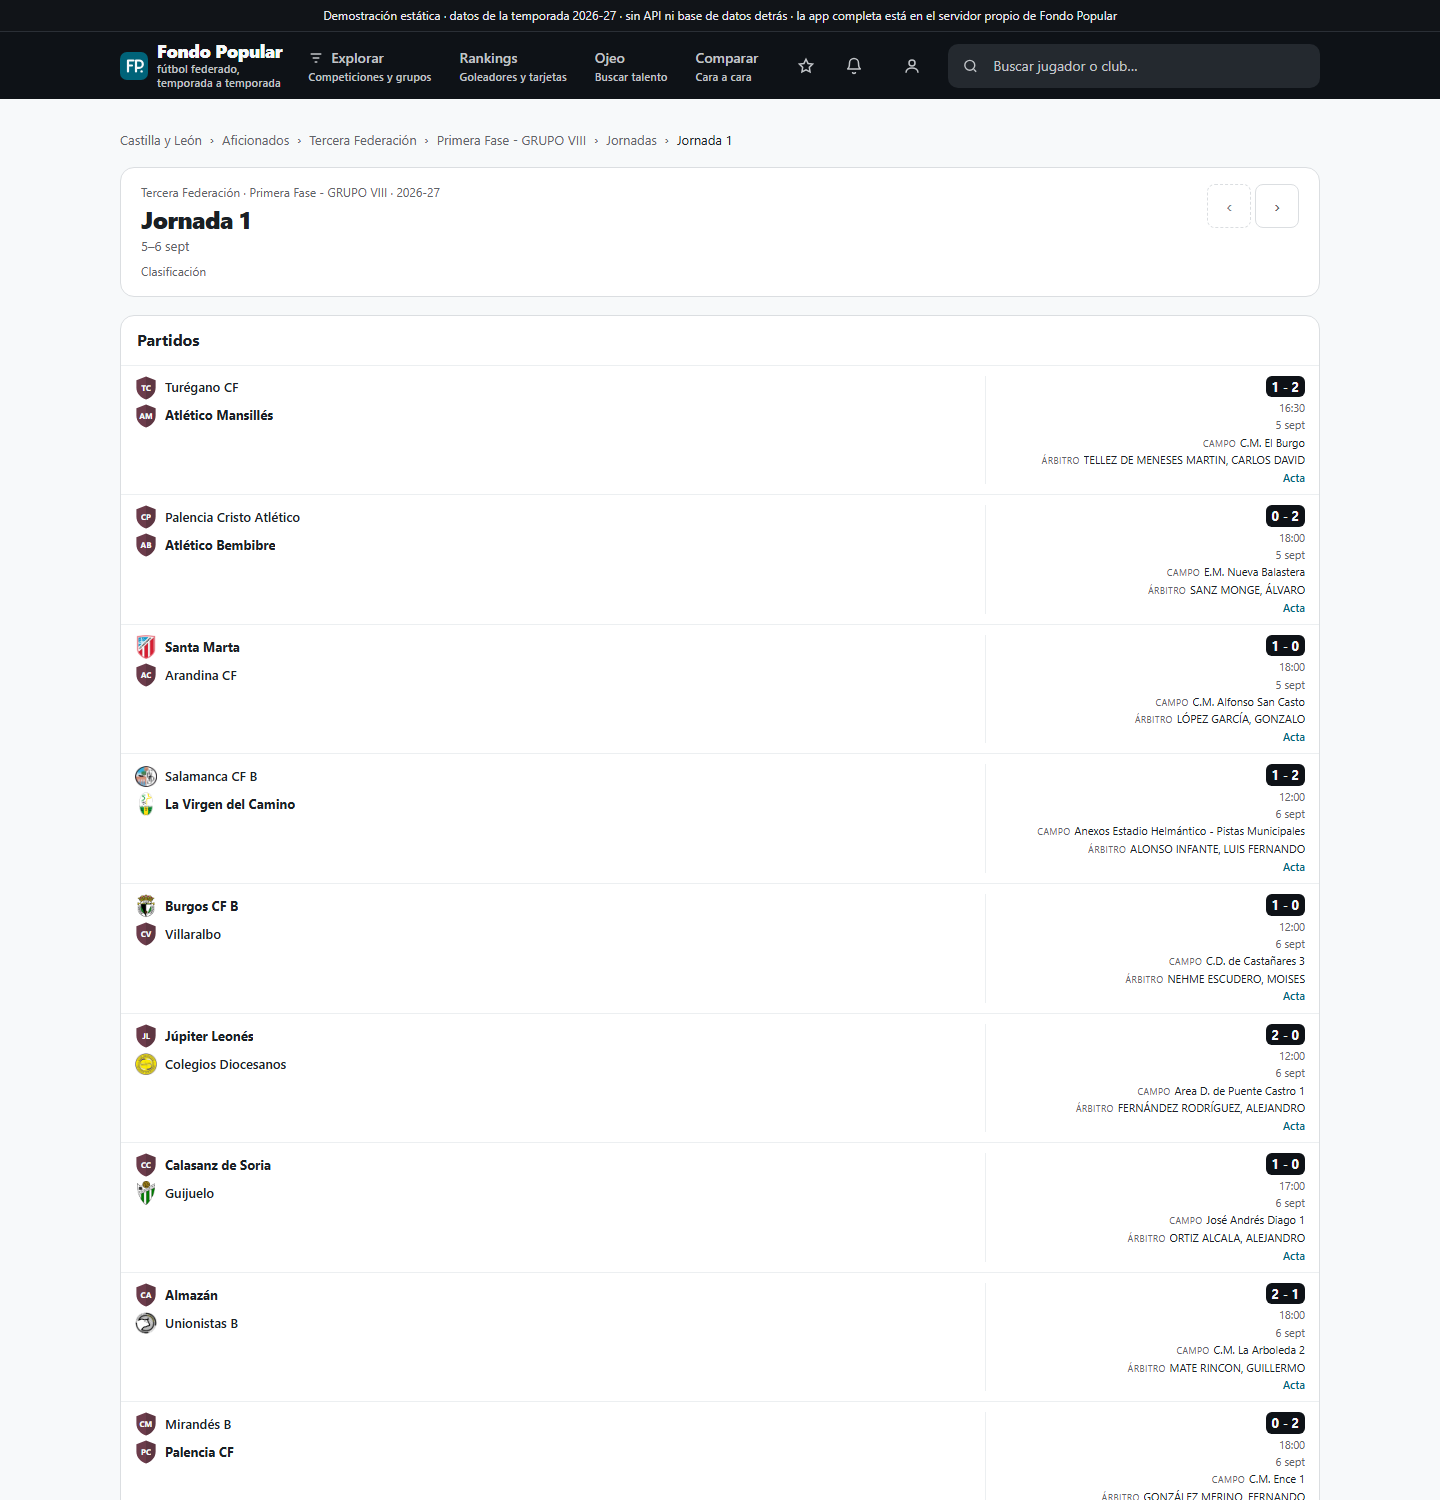 Demostración estática · datos de la temporada 2026-27 · sin API ni base de datos detrás · la app completa está en el servidor propio de Fondo Popular
FP.
Fondo Popular
fútbol federado,
temporada a temporada
Explorar
Competiciones y grupos
Rankings
Goleadores y tarjetas
Ojeo
Buscar talento
Comparar
Cara a cara
Buscar jugador o club...
Castilla y León › Aficionados › Tercera Federación › Primera Fase - GRUPO VIII › Jornadas › Jornada 1
Tercera Federación · Primera Fase - GRUPO VIII · 2026-27
Jornada 1
5–6 sept
Clasificación
‹ ›
Partidos
TC Turégano CF
AM Atlético Mansillés
1 - 2
16:30
5 sept
CAMPO C.M. El Burgo
ÁRBITRO TELLEZ DE MENESES MARTIN, CARLOS DAVID
Acta
CP Palencia Cristo Atlético
AB Atlético Bembibre
0 - 2
18:00
5 sept
CAMPO E.M. Nueva Balastera
ÁRBITRO SANZ MONGE, ÁLVARO
Acta
Santa Marta
AC Arandina CF
1 - 0
18:00
5 sept
CAMPO C.M. Alfonso San Casto
ÁRBITRO LÓPEZ GARCÍA, GONZALO
Acta
Salamanca CF B
La Virgen del Camino
1 - 2
12:00
6 sept
CAMPO Anexos Estadio Helmántico - Pistas Municipales
ÁRBITRO ALONSO INFANTE, LUIS FERNANDO
Acta
Burgos CF B
CV Villaralbo
1 - 0
12:00
6 sept
CAMPO C.D. de Castañares 3
ÁRBITRO NEHME ESCUDERO, MOISES
Acta
JL Júpiter Leonés
Colegios Diocesanos
2 - 0
12:00
6 sept
CAMPO Area D. de Puente Castro 1
ÁRBITRO FERNÁNDEZ RODRÍGUEZ, ALEJANDRO
Acta
CC Calasanz de Soria
Guijuelo
1 - 0
17:00
6 sept
CAMPO José Andrés Diago 1
ÁRBITRO ORTIZ ALCALA, ALEJANDRO
Acta
CA Almazán
Unionistas B
2 - 1
18:00
6 sept
CAMPO C.M. La Arboleda 2
ÁRBITRO MATE RINCON, GUILLERMO
Acta
CM Mirandés B
PC Palencia CF
0 - 2
18:00
6 sept
CAMPO C.M. Ence 1
ÁRBITRO GONZÁLEZ MERINO, FERNANDO